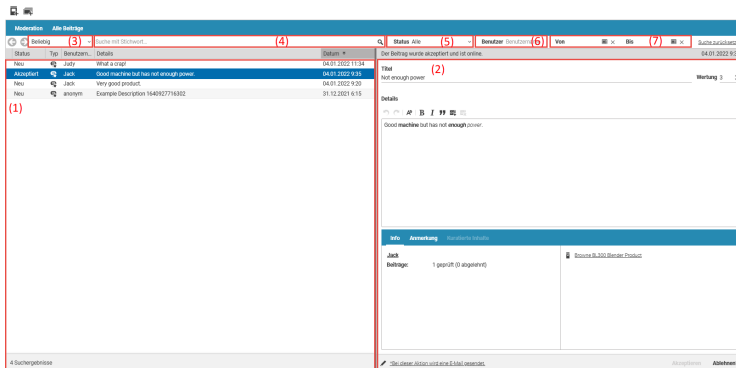 Moderation Alle Beiträge
Beliebig (3) Suche mit Stichwort... (4) Status Alle (5) Benutzer Benutzern (6) Von (7) Bis Suche zurücksetz
Status Typ Benutzern... Details Datum
Der Beitrag wurde akzeptiert und ist online. 04.01.2022 9:3
Neu Judy What a crap! 04.01.2022 11:34
Akzeptiert Jack Good machine but has not enough power. 04.01.2022 9:35
Neu Jack Very good product. 04.01.2022 9:20
Neu anonym Example Description 1640927716302 31.12.2021 6:15
(1)
Titel (2)
Not enough power Wertung 3
Details
Good machine but has not enough power.
Info Anmerkung Kuratierte Inhalte
Jack
Beiträge: 1 geprüft (0 abgelehnt)
Browne BL300 Blender Product
4 Suchergebnisse
*Bei dieser Aktion wird eine E-Mail gesendet. Akzeptieren Ablehnen